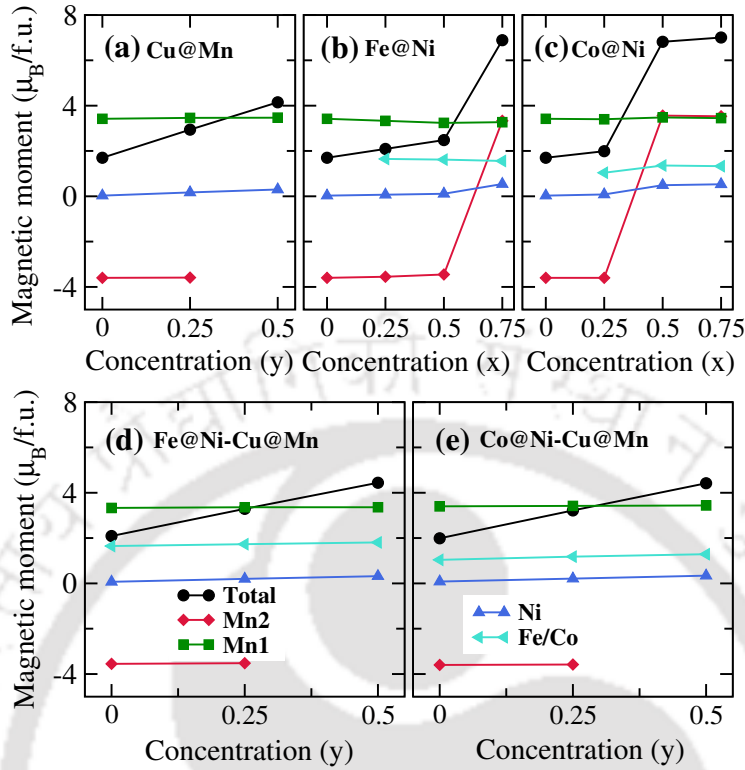 Magnetic moment (μ_B/f.u.)
8
4
0
-4
(a) Cu@Mn
(b) Fe@Ni
(c) Co@Ni
0 0.25 0.5
0 0.25 0.5 0.75
0 0.25 0.5 0.75
Concentration (y)
Concentration (x)
Concentration (x)
Magnetic moment (μ_B/f.u.)
8
4
0
-4
(d) Fe@Ni-Cu@Mn
(e) Co@Ni-Cu@Mn
Total
Mn2
Mn1
Ni
Fe/Co
0 0.25 0.5
0 0.25 0.5
Concentration (y)
Concentration (y)